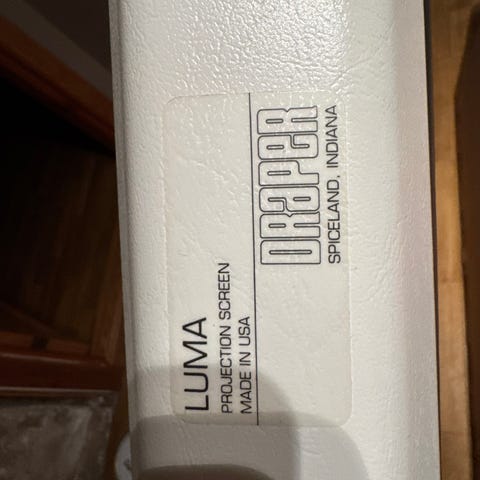 LUMA
PROJECTION SCREEN
MADE IN USA
DRAPER
SPICELAND, INDIANA